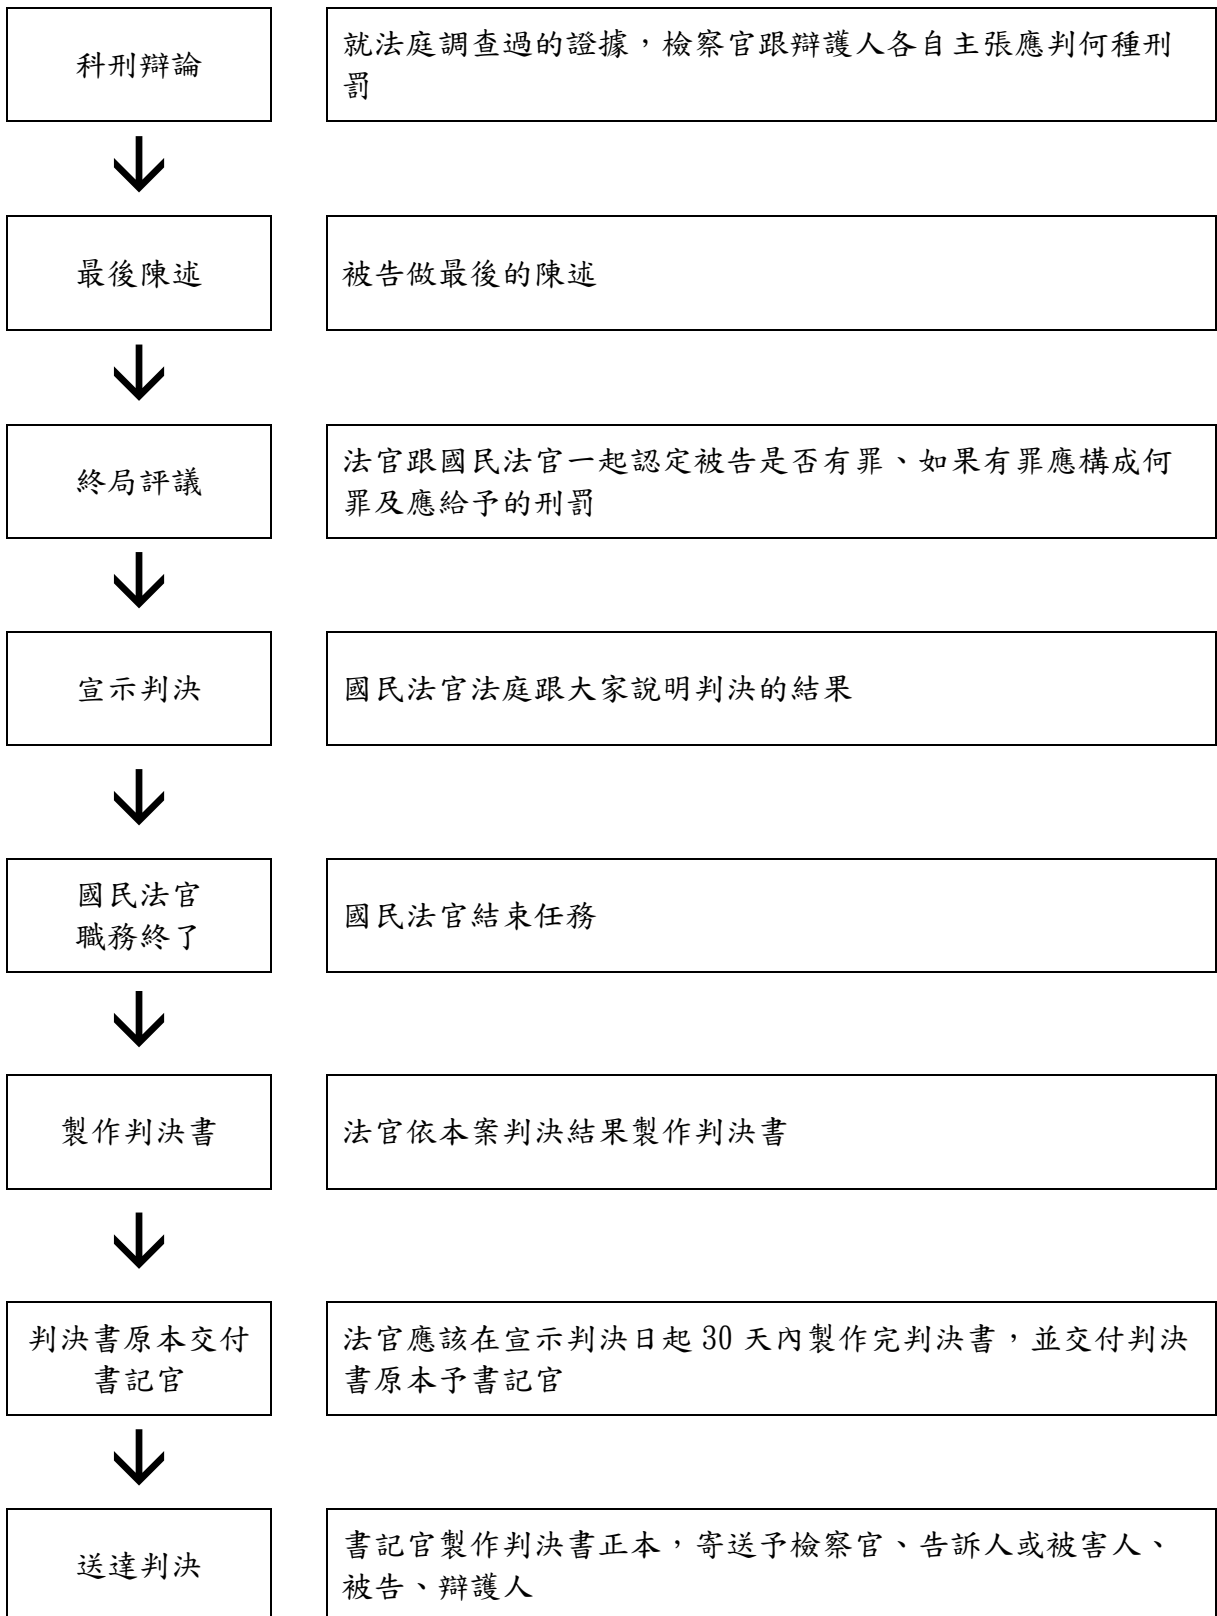 科刑辯論
就法庭調查過的證據，檢察官跟辯護人各自主張應判何種刑
罰
最後陳述
被告做最後的陳述
終局評議
法官跟國民法官一起認定被告是否有罪、如果有罪應構成何
罪及應給予的刑罰
宣示判決
國民法官法庭跟大家說明判決的結果
國民法官
職務終了
國民法官結束任務
製作判決書
法官依本案判決結果製作判決書
判決書原本交付
書記官
法官應該在宣示判決日起 30 天內製作完判決書，並交付判決
書原本予書記官
送達判決
書記官製作判決書正本，寄送予檢察官、告訴人或被害人、
被告、辯護人